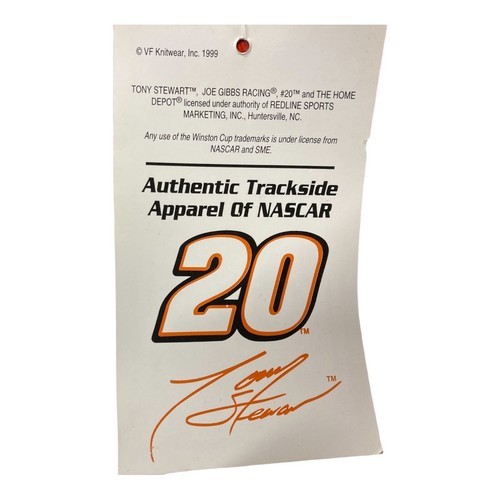 © VF Knitwear, Inc. 1999
TONY STEWART™, JOE GIBBS RACING®, #20™ and THE HOME
DEPOT® licensed under authority of REDLINE SPORTS
MARKETING, INC., Huntersville, NC.
Any use of the Winston Cup trademarks is under license from
NASCAR and SME.
Authentic Trackside
Apparel Of NASCAR
20™
Tony
Stewart ™